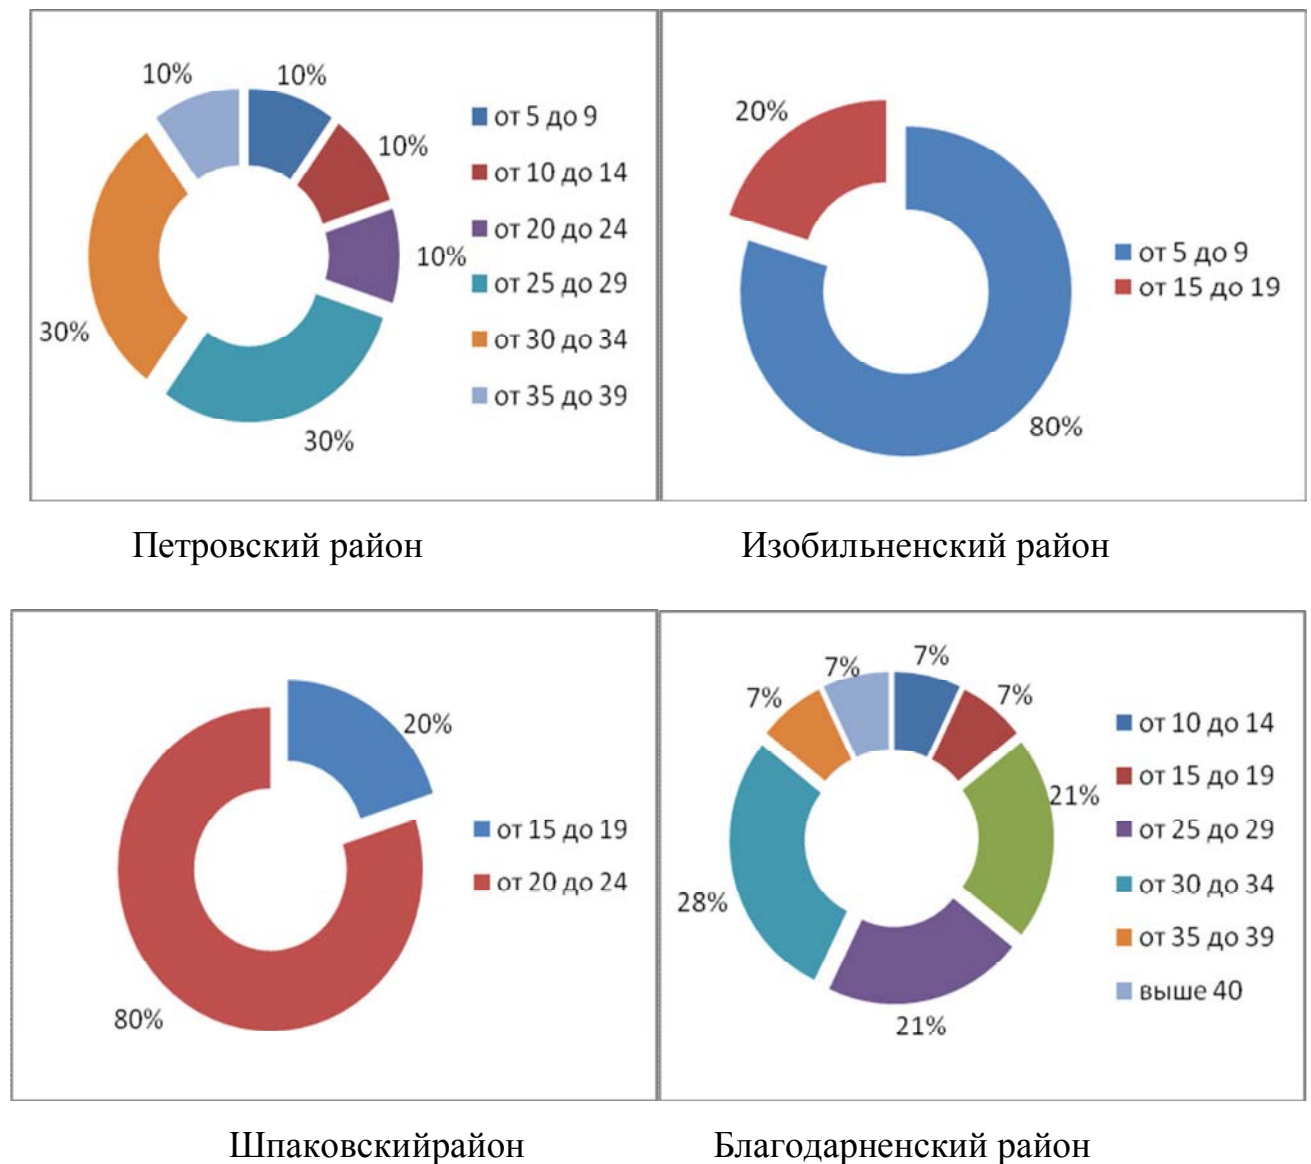 10%
10%
10%
10%
30%
30%
от 5 до 9
от 10 до 14
от 20 до 24
от 25 до 29
от 30 до 34
от 35 до 39
20%
80%
от 5 до 9
от 15 до 19
Петровский район
Изобильненский район
20%
80%
от 15 до 19
от 20 до 24
7%
7%
7%
7%
21%
28%
21%
от 10 до 14
от 15 до 19
от 25 до 29
от 30 до 34
от 35 до 39
выше 40
Шпаковскийрайон
Благодарненский район